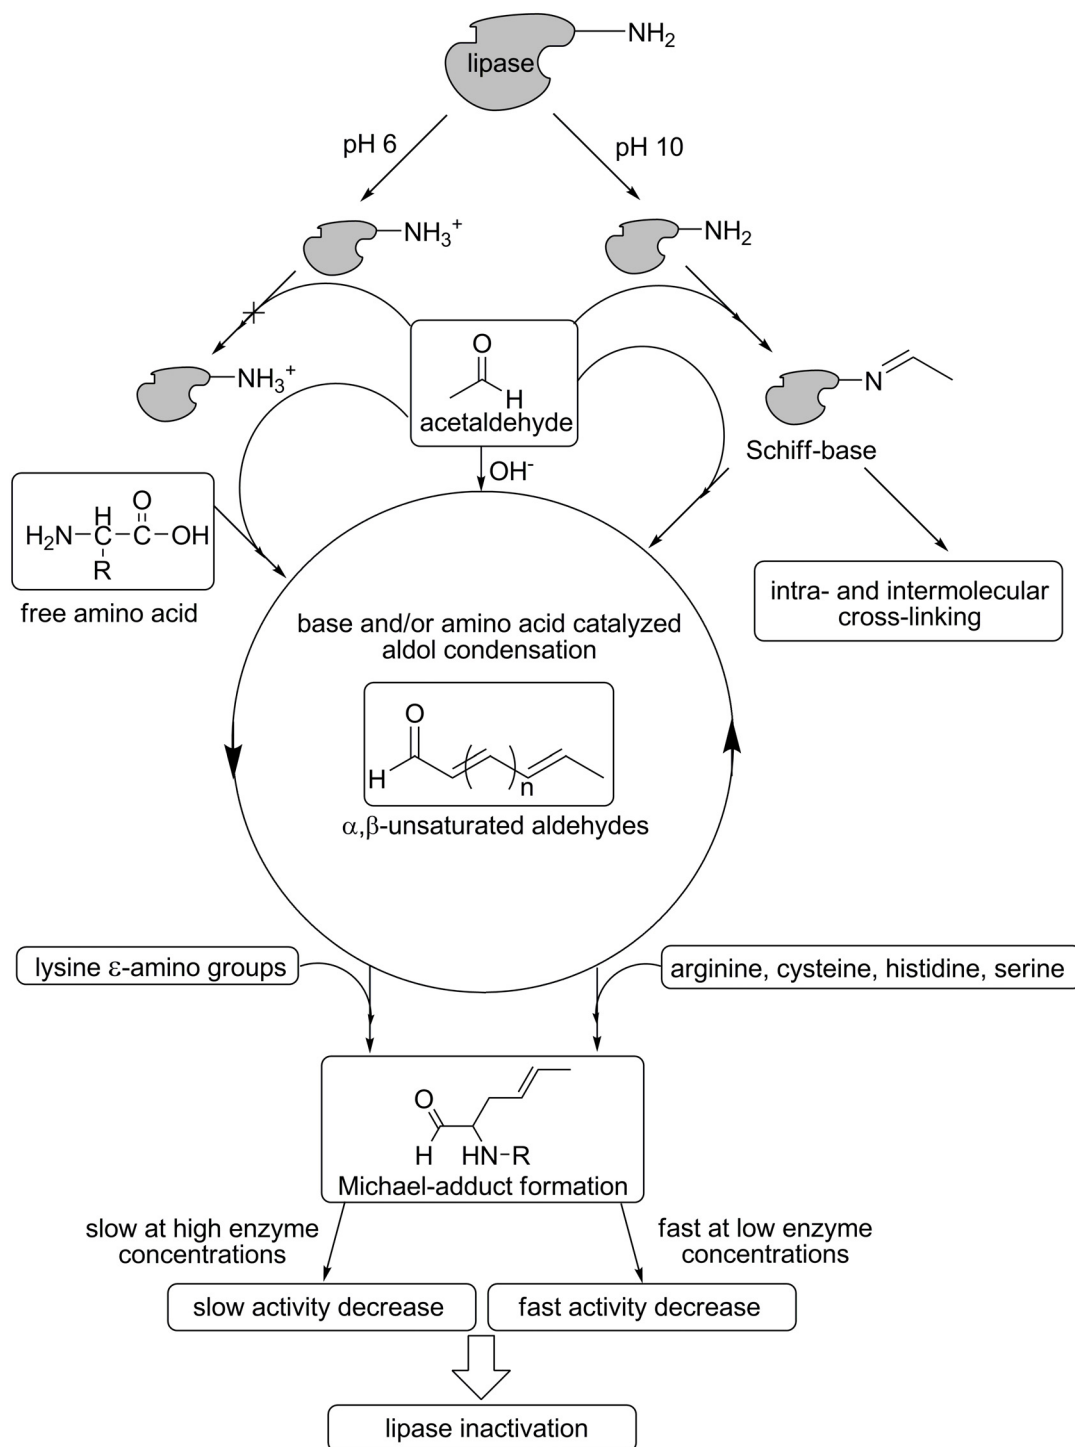 NH2
lipase
pH 6
pH 10
NH3+
NH2
NH3+
O
H
acetaldehyde
N
Schiff-base
OH-
H2N-C-C-OH
H
O
R
free amino acid
intra- and intermolecular
cross-linking
base and/or amino acid catalyzed
aldol condensation
O
H
n
α,β-unsaturated aldehydes
lysine ε-amino groups
arginine, cysteine, histidine, serine
O
H
HN-R
Michael-adduct formation
slow at high enzyme
concentrations
fast at low enzyme
concentrations
slow activity decrease
fast activity decrease
lipase inactivation